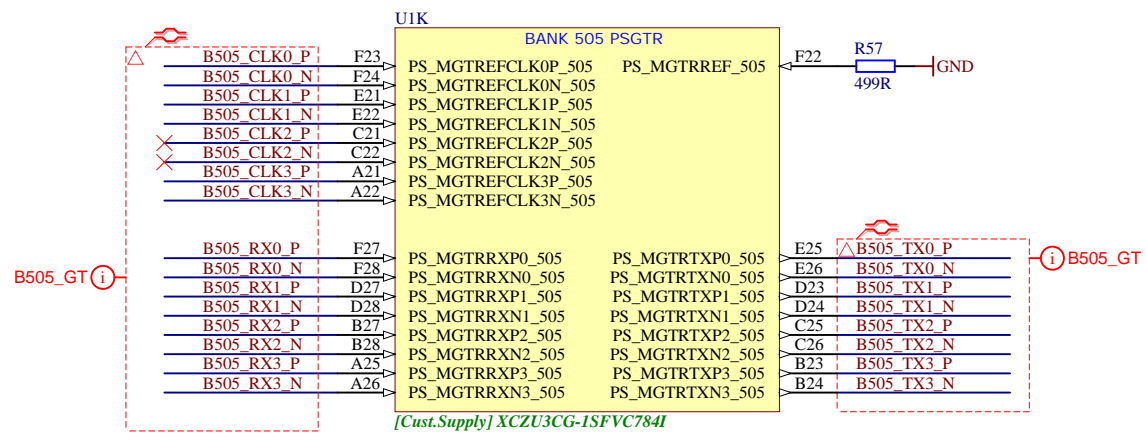 U1K
BANK 505 PSGTR
B505_CLK0_P F23 PS_MGTREFCLK0P_505 PS_MGTRREF_505 F22 R57 499R GND
B505_CLK0_N F24 PS_MGTREFCLK0N_505
B505_CLK1_P E21 PS_MGTREFCLK1P_505
B505_CLK1_N E22 PS_MGTREFCLK1N_505
B505_CLK2_P C21 PS_MGTREFCLK2P_505
B505_CLK2_N C22 PS_MGTREFCLK2N_505
B505_CLK3_P A21 PS_MGTREFCLK3P_505
B505_CLK3_N A22 PS_MGTREFCLK3N_505
B505_RX0_P F27 PS_MGTRRXP0_505 PS_MGTRTXP0_505 E25 B505_TX0_P
B505_GT i B505_RX0_N F28 PS_MGTRRXN0_505 PS_MGTRTXN0_505 E26 B505_TX0_N i B505_GT
B505_RX1_P D27 PS_MGTRRXP1_505 PS_MGTRTXP1_505 D23 B505_TX1_P
B505_RX1_N D28 PS_MGTRRXN1_505 PS_MGTRTXN1_505 D24 B505_TX1_N
B505_RX2_P B27 PS_MGTRRXP2_505 PS_MGTRTXP2_505 C25 B505_TX2_P
B505_RX2_N B28 PS_MGTRRXN2_505 PS_MGTRTXN2_505 C26 B505_TX2_N
B505_RX3_P A25 PS_MGTRRXP3_505 PS_MGTRTXP3_505 B23 B505_TX3_P
B505_RX3_N A26 PS_MGTRRXN3_505 PS_MGTRTXN3_505 B24 B505_TX3_N
[Cust.Supply] XCZU3CG-1SFVC784I